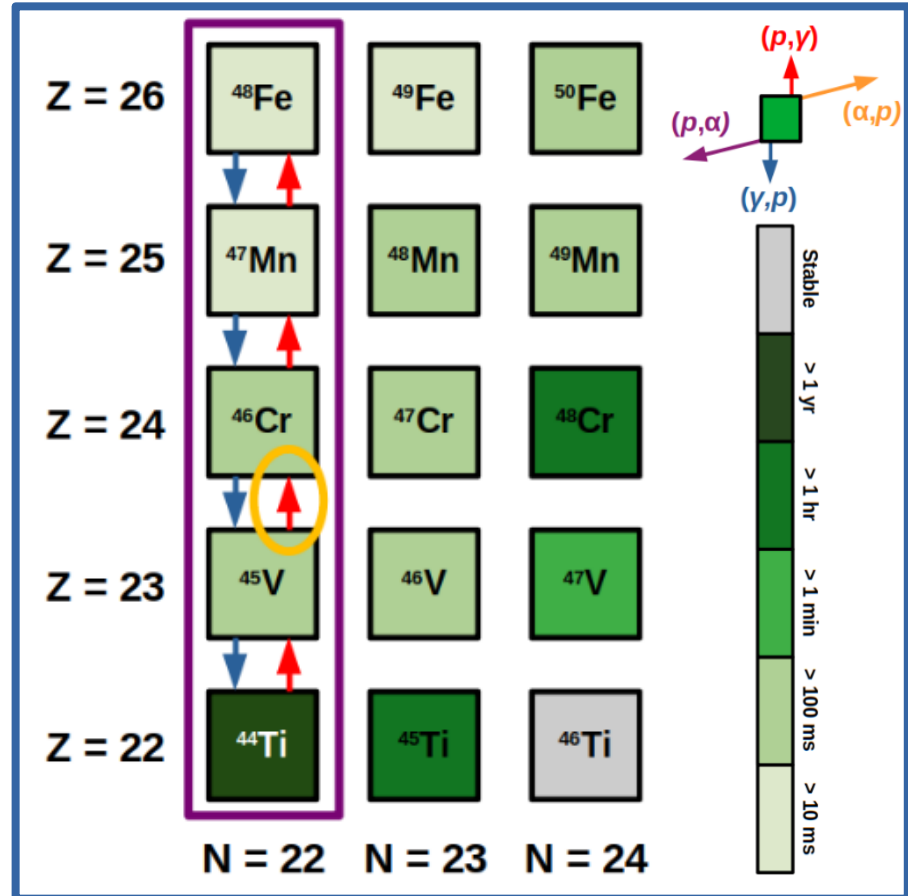 Z = 26
⁴⁸Fe
⁴⁹Fe
⁵⁰Fe
Z = 25
⁴⁷Mn
⁴⁸Mn
⁴⁹Mn
Z = 24
⁴⁶Cr
⁴⁷Cr
⁴⁸Cr
Z = 23
⁴⁵V
⁴⁶V
⁴⁷V
Z = 22
⁴⁴Ti
⁴⁵Ti
⁴⁶Ti
N = 22
N = 23
N = 24
(p,γ)
(α,p)
(p,α)
(γ,p)
Stable
> 1 yr
> 1 hr
> 1 min
> 100 ms
> 10 ms